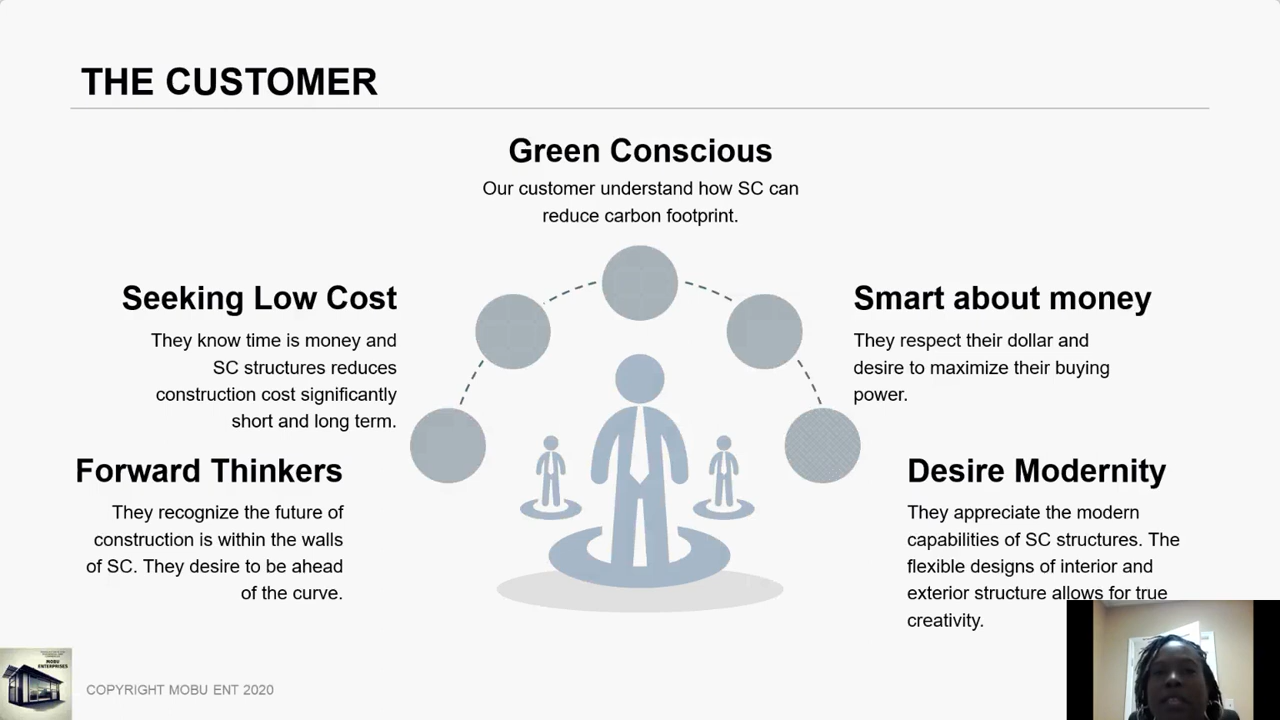 THE CUSTOMER
Green Conscious
Our customer understand how SC can
reduce carbon footprint.
Seeking Low Cost
They know time is money and
SC structures reduces
construction cost significantly
short and long term.
Smart about money
They respect their dollar and
desire to maximize their buying
power.
Forward Thinkers
They recognize the future of
construction is within the walls
of SC. They desire to be ahead
of the curve.
Desire Modernity
They appreciate the modern
capabilities of SC structures. The
flexible designs of interior and
exterior structure allows for true
creativity.
MOBU
ENTERPRISES
COPYRIGHT MOBU ENT 2020